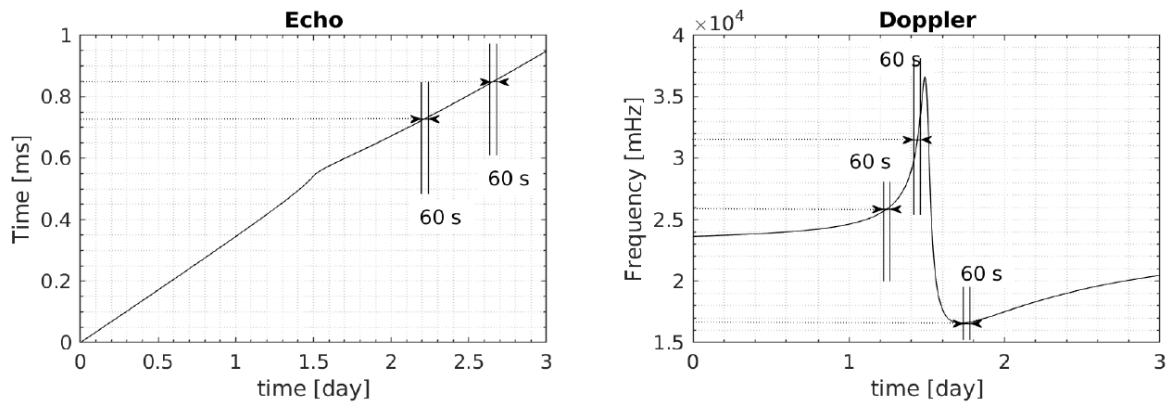 Echo
Time [ms]
1
0.8
0.6
0.4
0.2
0
60 s
60 s
0 0.5 1 1.5 2 2.5 3
time [day]
Doppler
×10⁴
Frequency [mHz]
4
3.5
3
2.5
2
1.5
60 s
60 s
60 s
0 1 2 3
time [day]